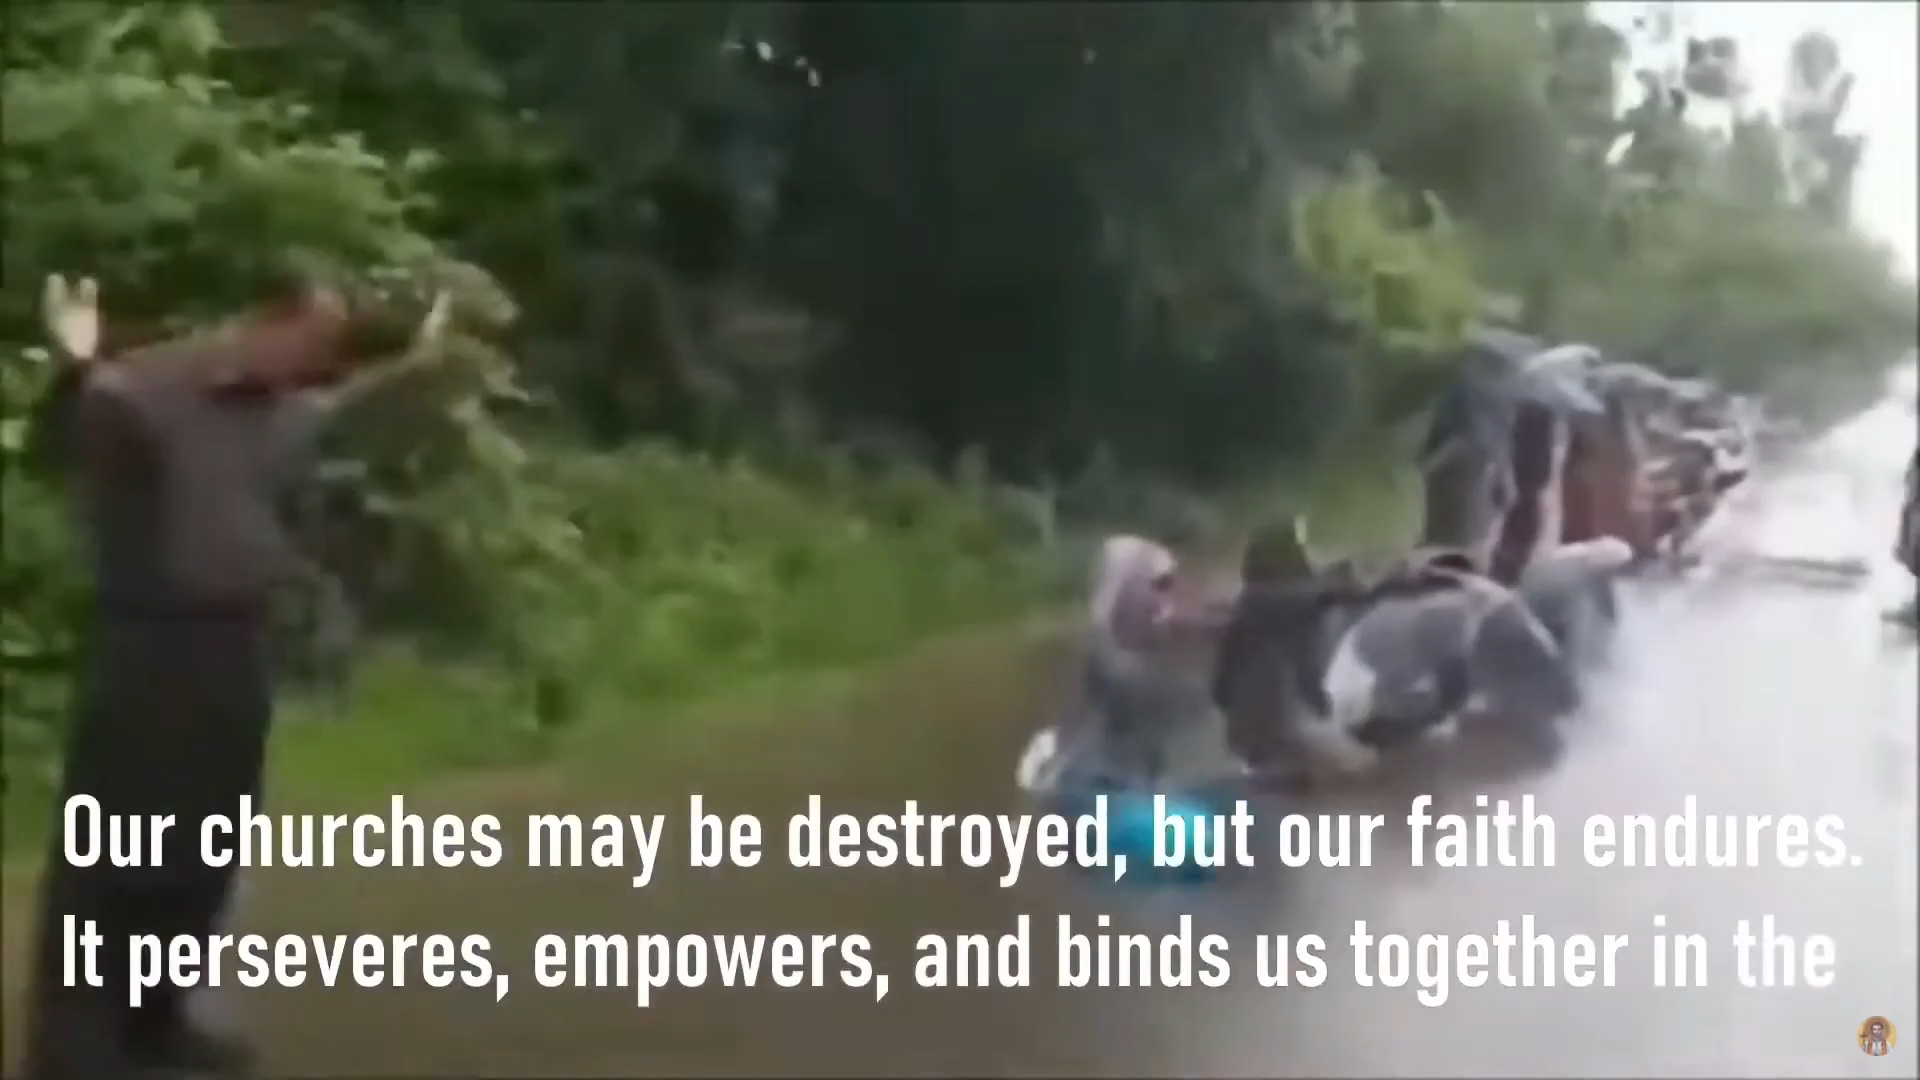 Our churches may be destroyed, but our faith endures.
It perseveres, empowers, and binds us together in the